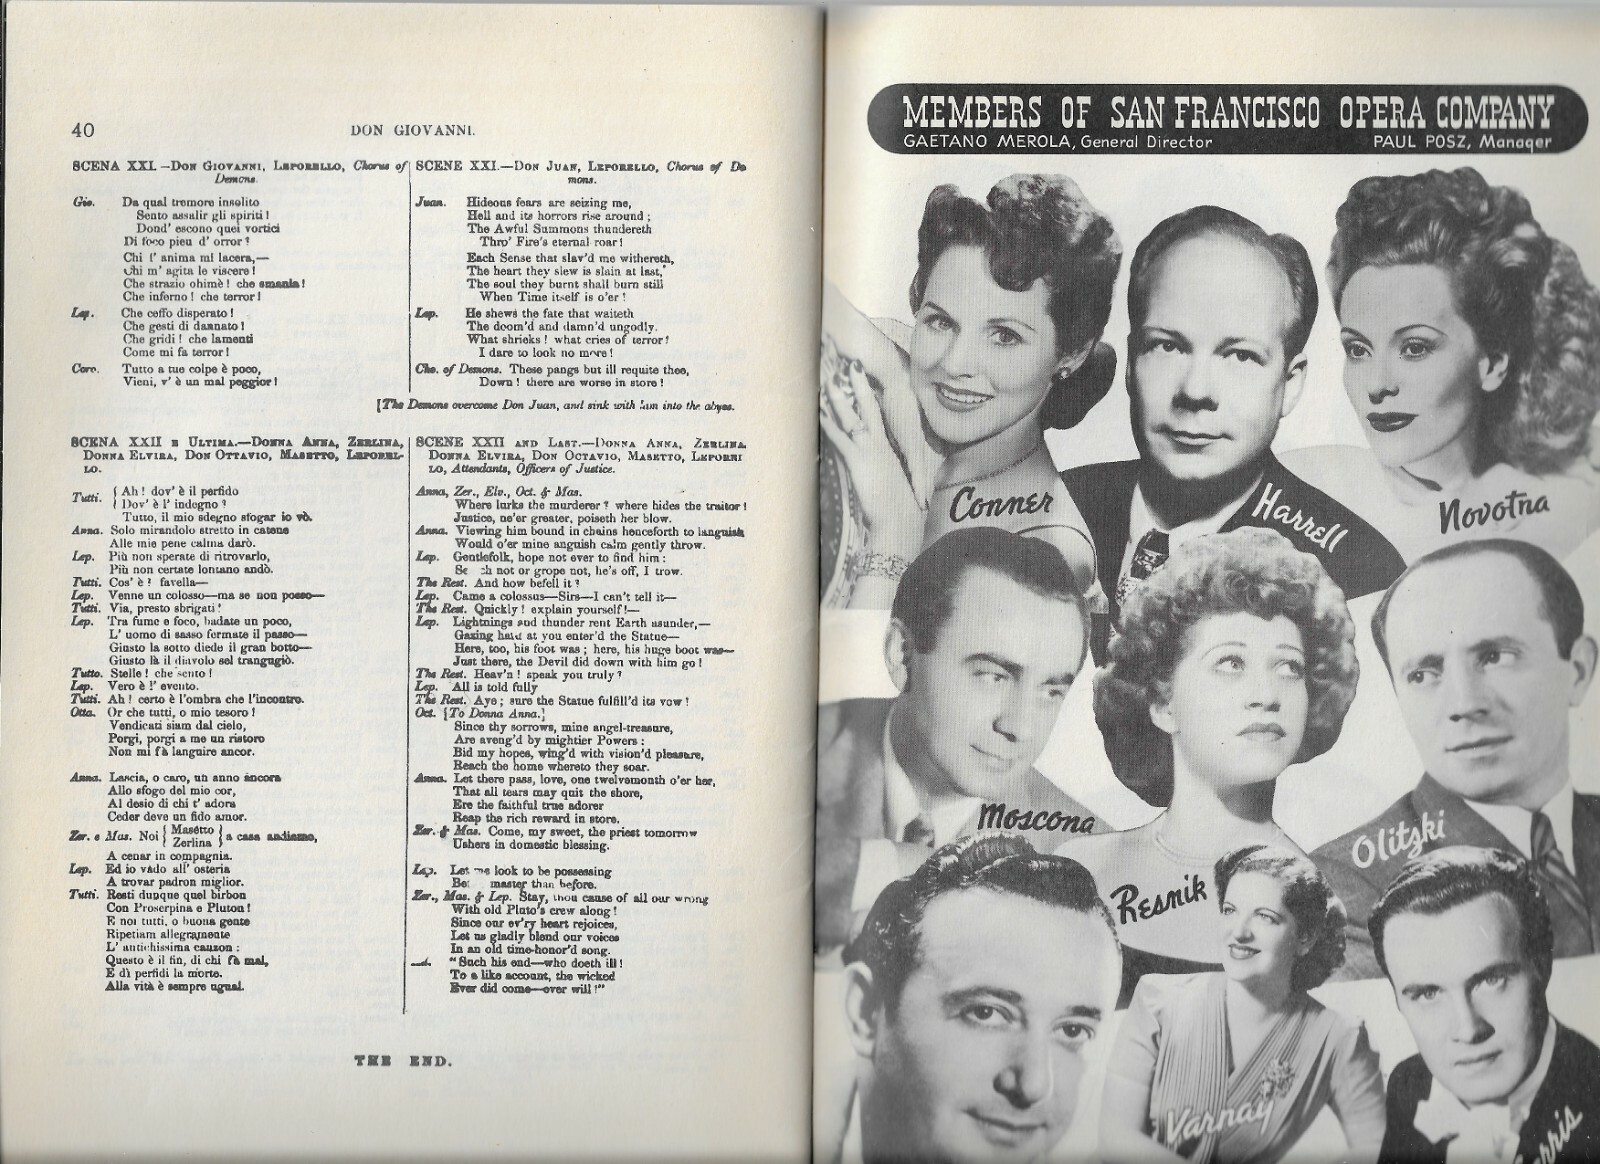 40
DON GIOVANNI.
SCENA XXI.—DON GIOVANNI, LEPORELLO, Chorus of
Demons.
Gio. Da qual tremore insolito
Sento assalir gli spiriti!
Dond' escono quei vortici
Di foco pien d' orror?
Chi l' anima mi lacera,—
Chi m' agita le viscere!
Che strazio ohimè! che smania!
Che inferno! che terror!
Lep. Che ceffo disperato!
Che gesti di dannato!
Che gridi! che lamenti
Come mi fa terror!
Coro. Tutto a tue colpe è poco,
Vieni, v' è un mal peggior!
SCENE XXI.—DON JUAN, LEPORELLO, Chorus of De
mons.
Juan. Hideous fears are seizing me,
Hell and its horrors rise around;
The Awful Summons thundereth
Thro' Fire's eternal roar!
Each Sense that slav'd me withereth,
The heart they slew is slain at last,
The soul they burnt shall burn still
When Time itself is o'er!
Lep. He shews the fate that waiteth
The doom'd and damn'd ungodly.
What shrieks! what cries of terror!
I dare to look no more!
Cho. of Demons. These pangs but ill requite thee,
Down! there are worse in store!
[The Demons overcome Don Juan, and sink with him into the abyss.
SCENA XXII E ULTIMA.—DONNA ANNA, ZERLINA,
DONNA ELVIRA, DON OTTAVIO, MASETTO, LEPOREL-
LO.
Tutti. { Ah! dov' è il perfido
{ Dov' è l' indegno?
Tutto, il mio sdegno sfogar io vò.
Anna. Solo mirandolo stretto in catene
Alle mie pene calma darò.
Lep. Più non sperate di ritrovarlo,
Più non certate lontano andò.
Tutti. Cos' è? favella—
Lep. Venne un colosso—ma se non posso—
Tutti. Via, presto sbrigati!
Lep. Tra fume e foco, badate un poco,
L' uomo di sasso fermate il passo—
Giusto la sotto diede il gran botto—
Giusto là il diavolo sel trangugiò.
Tutto. Stelle! che sento!
Lep. Vero è l' evento.
Tutti. Ah! certo è l'ombra che l'incontro.
Otta. Or che tutti, o mio tesoro!
Vendicati siam dal cielo,
Porgi, porgi a me un ristoro
Non mi fà languire ancor.
Anna. Lascia, o caro, un anno ancora
Allo sfogo del mio cor,
Al desio di chi t' adora
Ceder deve un fido amor.
Zer. e Mas. Noi { Masetto } a casa andiamo,
{ Zerlina }
A cenar in compagnia.
Lep. Ed io vado all' osteria
A trovar padron miglior.
Tutti. Resti dunque quel birbon
Con Proserpina e Pluton!
E noi tutti, o buona gente
Ripetiam allegramente
L' antichissima canzon:
Questo è il fin, di chi fà mal,
E di perfidi la morte.
Alla vità è sempre ugual.
SCENE XXII AND LAST.—DONNA ANNA, ZERLINA,
DONNA ELVIRA, DON OCTAVIO, MASETTO, LEPORRI
LO, Attendants, Officers of Justice.
Anna, Zer., Elv., Oct. & Mas.
Where lurks the murderer? where hides the traitor!
Justice, ne'er greater, poiseth her blow.
Anna. Viewing him bound in chains henceforth to languish
Would o'er mine anguish calm gently throw.
Lep. Gentlefolk, hope not ever to find him:
Se ch not or grope not, he's off, I trow.
The Rest. And how befell it?
Lep. Came a colossus—Sirs—I can't tell it—
The Rest. Quickly! explain yourself!—
Lep. Lightnings and thunder rent Earth asunder,—
Gazing hard at you enter'd the Statue—
Here, too, his foot was; here, his huge boot was—
Just there, the Devil did down with him go!
The Rest. Heav'n! speak you truly?
Lep. All is told fully
The Rest. Aye; sure the Statue fulfill'd its vow!
Oct. [To Donna Anna.]
Since thy sorrows, mine angel-treasure,
Are aveng'd by mightier Powers:
Bid my hopes, wing'd with vision'd pleasure,
Reach the home whereto they soar.
Anna. Let there pass, love, one twelvemonth o'er her,
That all tears may quit the shore,
Ere the faithful true adorer
Reap the rich reward in store.
Zer. & Mas. Come, my sweet, the priest tomorrow
Ushers in domestic blessing.
Lep. Let me look to be possessing
Be master than before.
Zer., Mas. & Lep. Stay, thou cause of all our wrong
With old Pluto's crew along!
Since our ev'ry heart rejoices,
Let us gladly blend our voices
In an old time-honor'd song.
"Such his end—who doeth ill!
To a like account, the wicked
Ever did come—ever will!"
THE END.
MEMBERS OF SAN FRANCISCO OPERA COMPANY
GAETANO MEROLA, General Director PAUL POSZ, Manager
Conner
Harrell
Novotna
Moscona
Olitzki
Resnik
Varnay